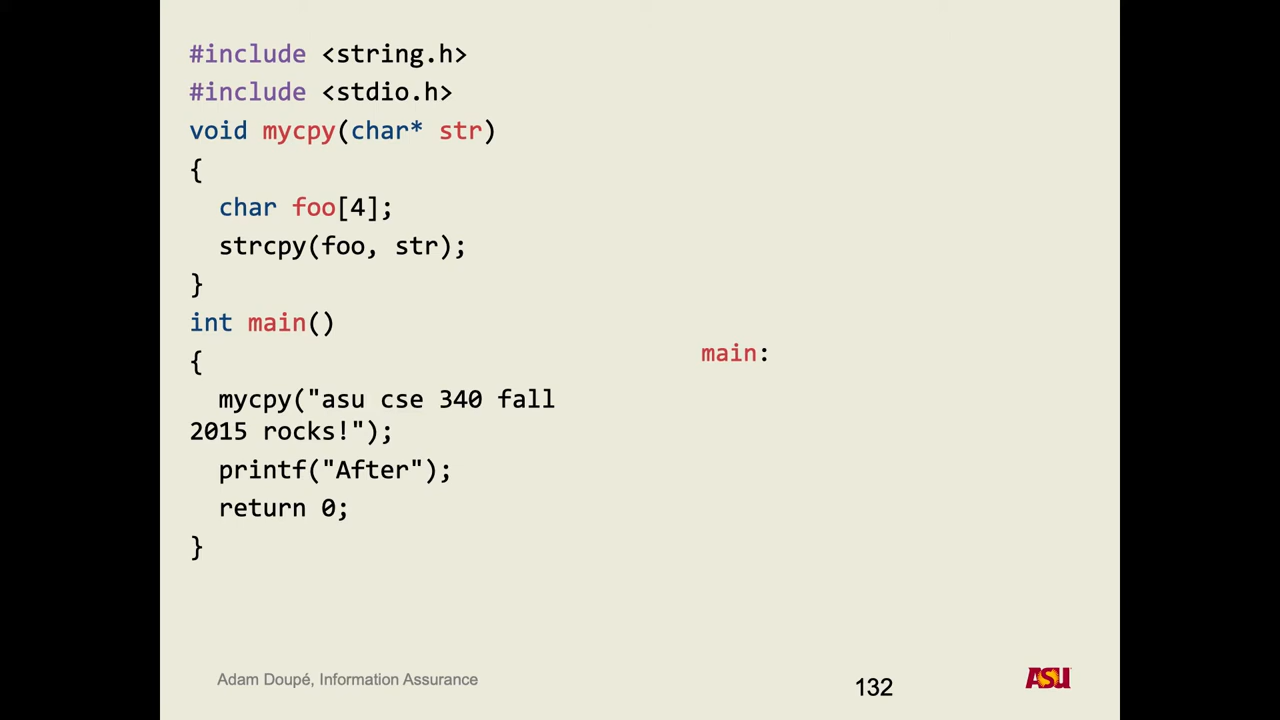 #include <string.h>
#include <stdio.h>
void mycpy(char* str)
{
  char foo[4];
  strcpy(foo, str);
}
int main()
{
  mycpy("asu cse 340 fall
2015 rocks!");
  printf("After");
  return 0;
}
main:
Adam Doupé, Information Assurance
132
ASU